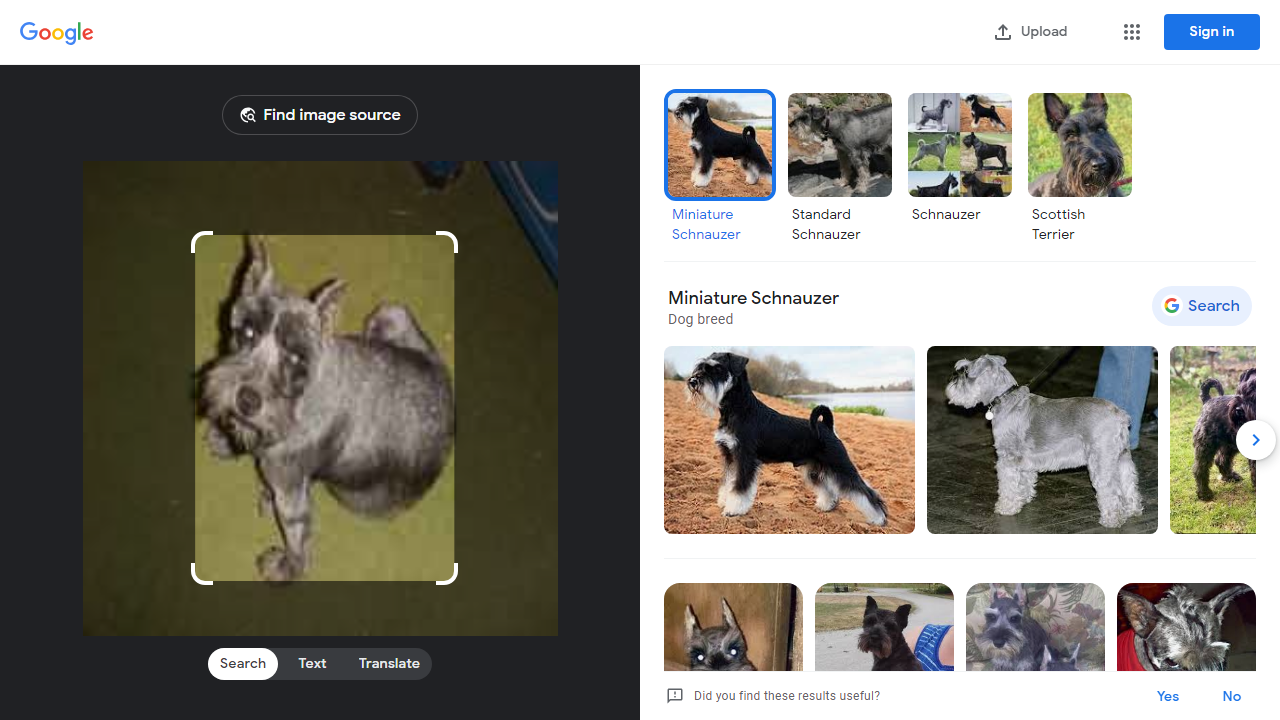 Google
Upload
Sign in
Find image source
Miniature
Schnauzer
Standard
Schnauzer
Schnauzer
Scottish
Terrier
Miniature Schnauzer
Dog breed
Search
Search
Text
Translate
Did you find these results useful?
Yes
No